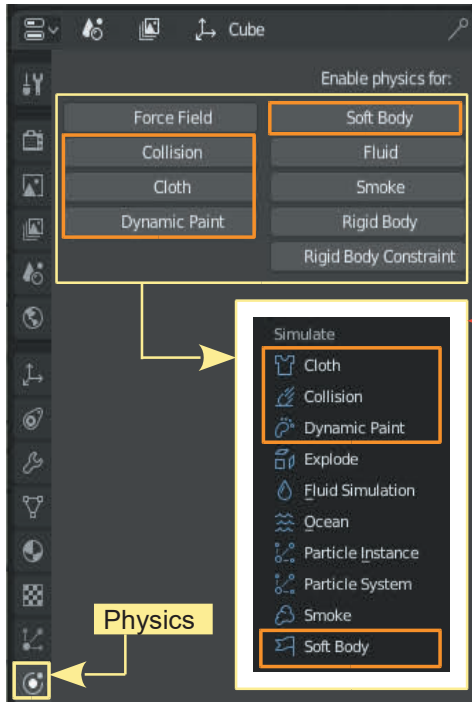 Cube
Enable physics for:
Force Field Soft Body
Collision Fluid
Cloth Smoke
Dynamic Paint Rigid Body
Rigid Body Constraint
Simulate
Cloth
Collision
Dynamic Paint
Explode
Fluid Simulation
Ocean
Particle Instance
Particle System
Smoke
Soft Body
Physics